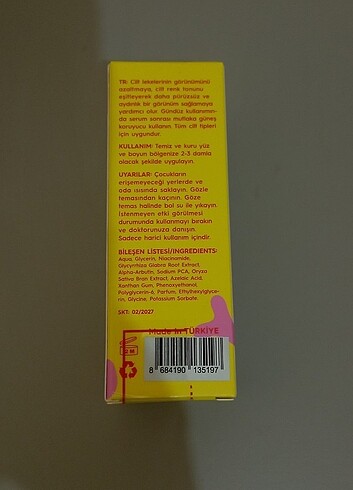 TR: Cilt lekelerinin görünümünü
azaltmaya, cilt renk tonunu
eşitleyerek daha pürüzsüz ve
aydınlık bir görünüm sağlamaya
yardımcı olur. Gündüz kullanımın-
da serum sonrası mutlaka güneş
koruyucu kullanın. Tüm cilt tipleri
için uygundur.
KULLANIM: Temiz ve kuru yüz
ve boyun bölgenize 2-3 damla
olacak şekilde uygulayın.
UYARILAR: Çocukların
erişemeyeceği yerlerde ve
oda ısısında saklayın. Gözle
temasından kaçının. Göze
temas halinde bol su ile yıkayın.
İstenmeyen etki görülmesi
durumunda kullanmayı bırakın
ve doktorunuza danışın.
Sadece harici kullanım içindir.
BİLEŞEN LİSTESİ/INGREDIENTS:
Aqua, Glycerin, Niacinamide,
Glycyrrhiza Glabra Root Extract,
Alpha-Arbutin, Sodium PCA, Oryza
Sativa Bran Extract, Azelaic Acid,
Xanthan Gum, Phenoxyethanol,
Polyglycerin-6, Parfum, Ethylhexylglyce-
rin, Glycine, Potassium Sorbate.
SKT: 02/2027
Made in TÜRKİYE
12 M
8 684190 135197